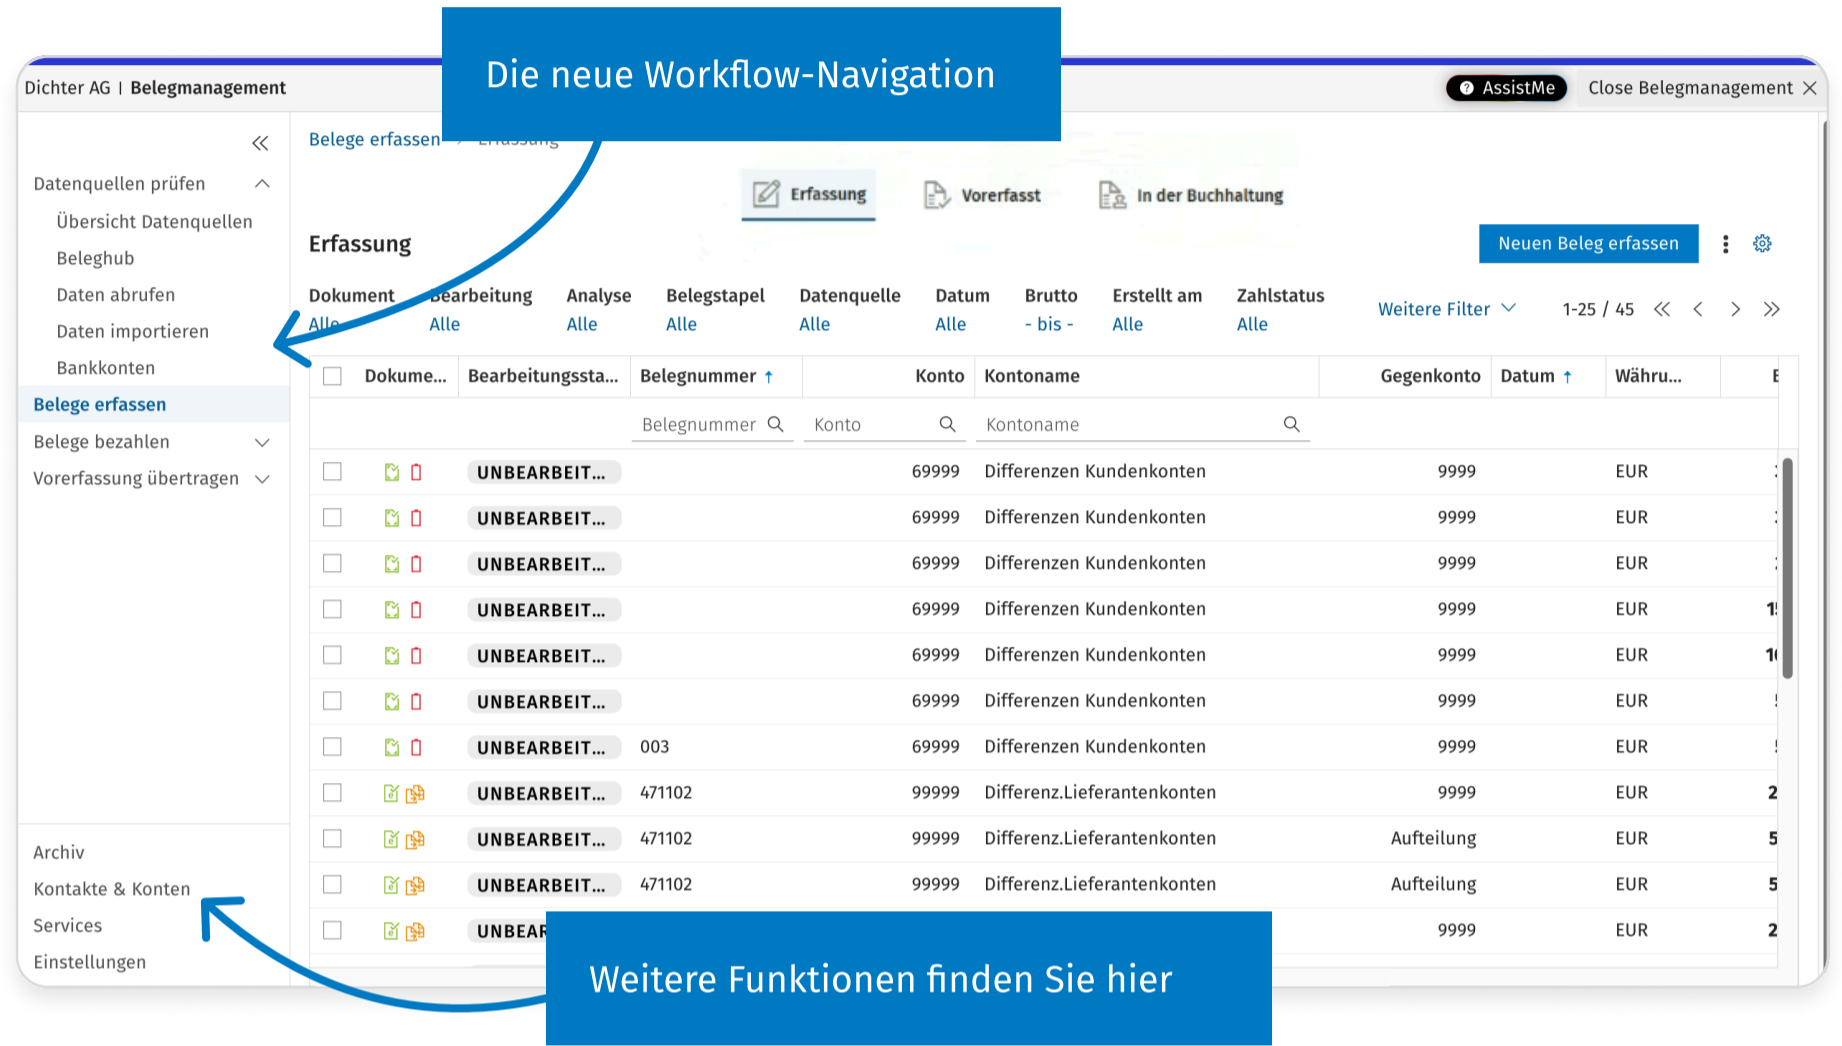 Die neue Workflow-Navigation
Dichter AG | Belegmanagement
AssistMe
Close Belegmanagement
Datenquellen prüfen
Übersicht Datenquellen
Beleghub
Daten abrufen
Daten importieren
Bankkonten
Belege erfassen
Belege bezahlen
Vorerfassung übertragen
Archiv
Kontakte & Konten
Services
Einstellungen
Belege erfassen > Erfassung
Erfassung Vorerfasst In der Buchhaltung
Erfassung
Neuen Beleg erfassen
Dokument Bearbeitung Analyse Belegstapel Datenquelle Datum Brutto Erstellt am Zahlstatus
Alle Alle Alle Alle Alle Alle - bis - Alle Alle
Weitere Filter 1-25 / 45
Dokume... Bearbeitungssta... Belegnummer Konto Kontoname Gegenkonto Datum Währu...
Belegnummer Konto Kontoname
UNBEARBEIT... 69999 Differenzen Kundenkonten 9999 EUR
UNBEARBEIT... 69999 Differenzen Kundenkonten 9999 EUR
UNBEARBEIT... 69999 Differenzen Kundenkonten 9999 EUR
UNBEARBEIT... 69999 Differenzen Kundenkonten 9999 EUR
UNBEARBEIT... 69999 Differenzen Kundenkonten 9999 EUR
UNBEARBEIT... 69999 Differenzen Kundenkonten 9999 EUR
UNBEARBEIT... 003 69999 Differenzen Kundenkonten 9999 EUR
UNBEARBEIT... 471102 99999 Differenz.Lieferantenkonten 9999 EUR 2
UNBEARBEIT... 471102 99999 Differenz.Lieferantenkonten Aufteilung EUR 5
UNBEARBEIT... 471102 99999 Differenz.Lieferantenkonten Aufteilung EUR 5
UNBEAR 9999 EUR 2
Weitere Funktionen finden Sie hier